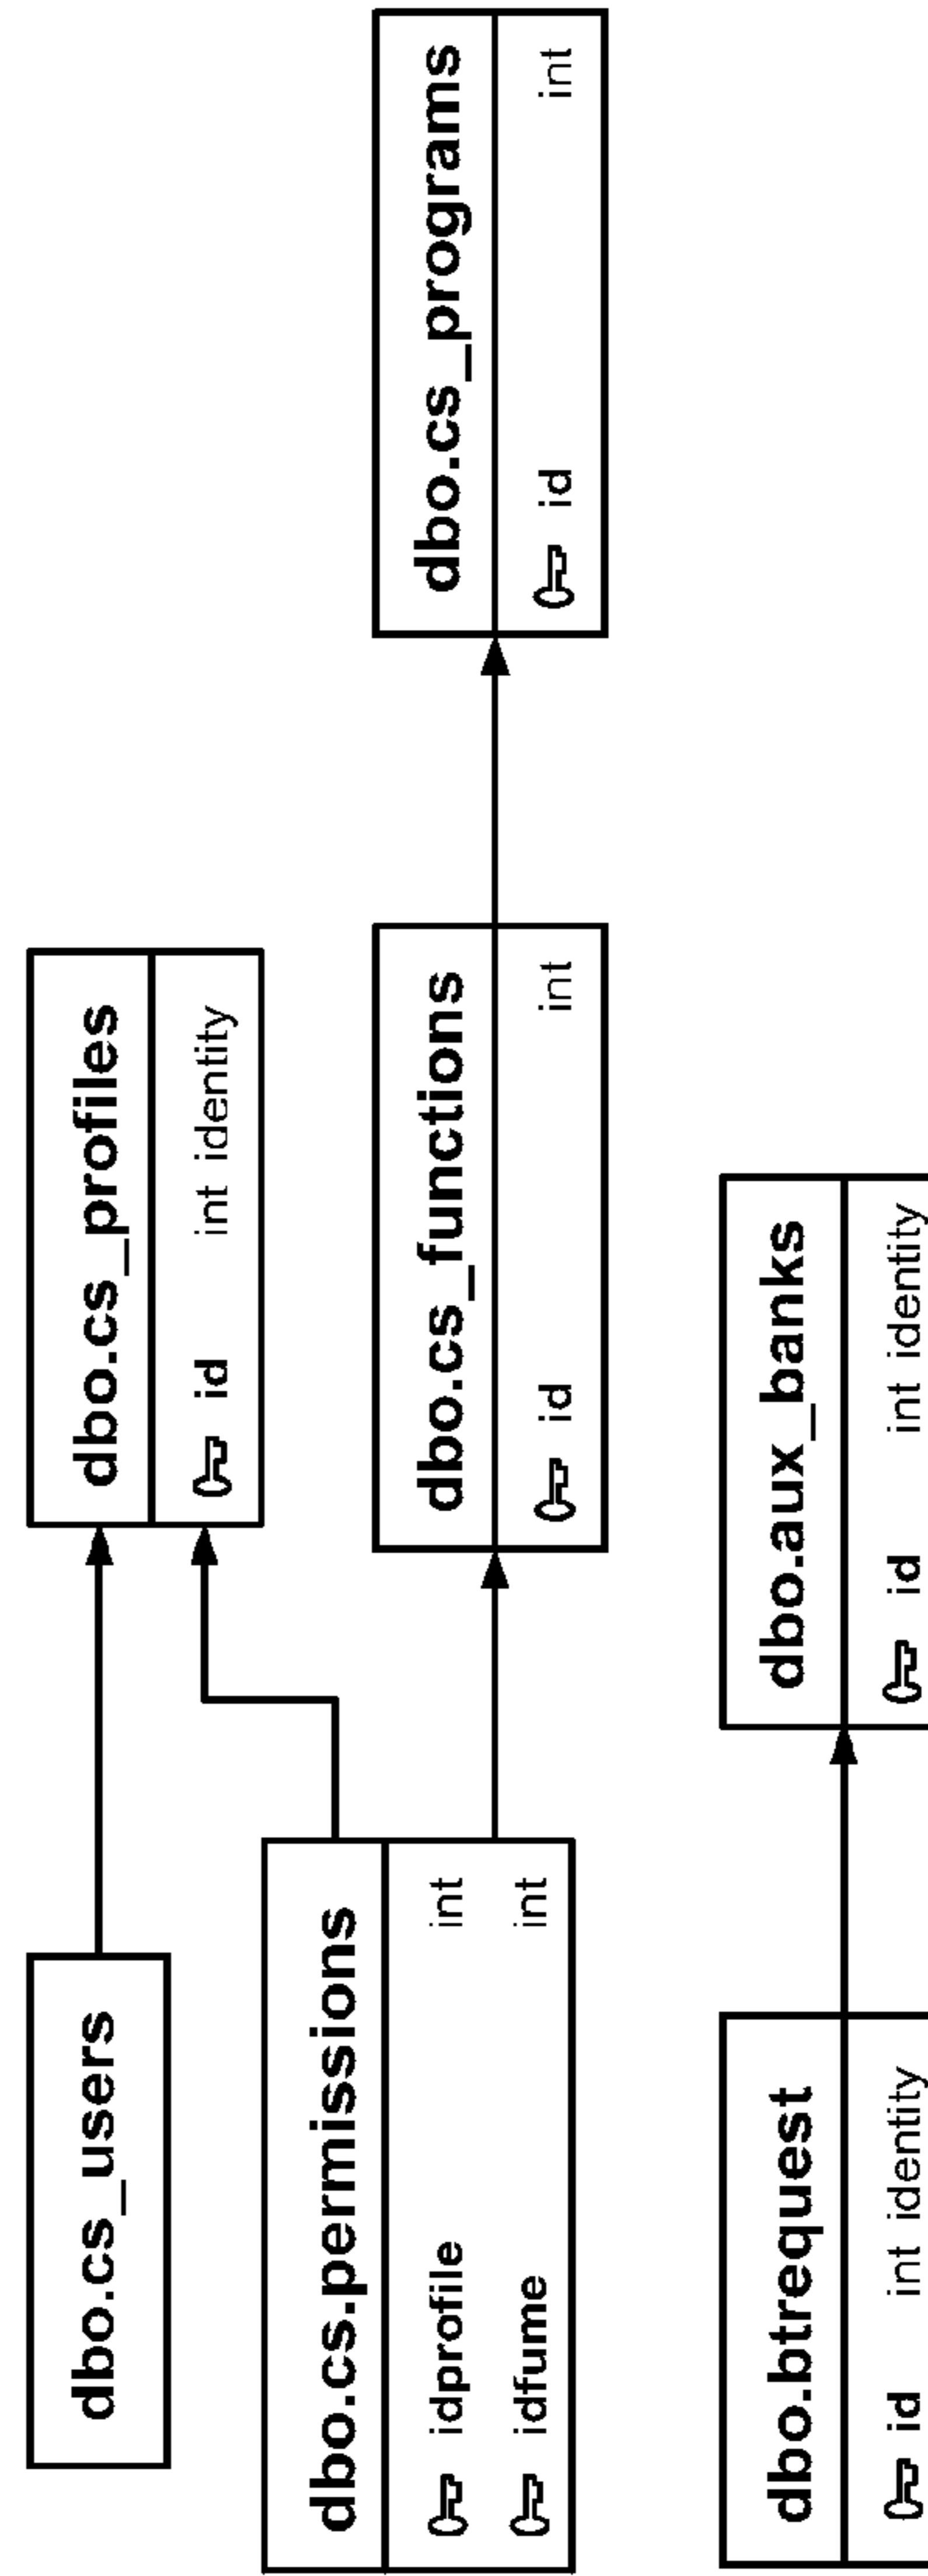 dbo.cs_users
dbo.cs_profiles
id int identity
dbo.cs.permissions
idprofile int
idfume int
dbo.cs_functions
id int
dbo.cs_programs
id int
dbo.btrequest
id int identity
dbo.aux_banks
id int identity